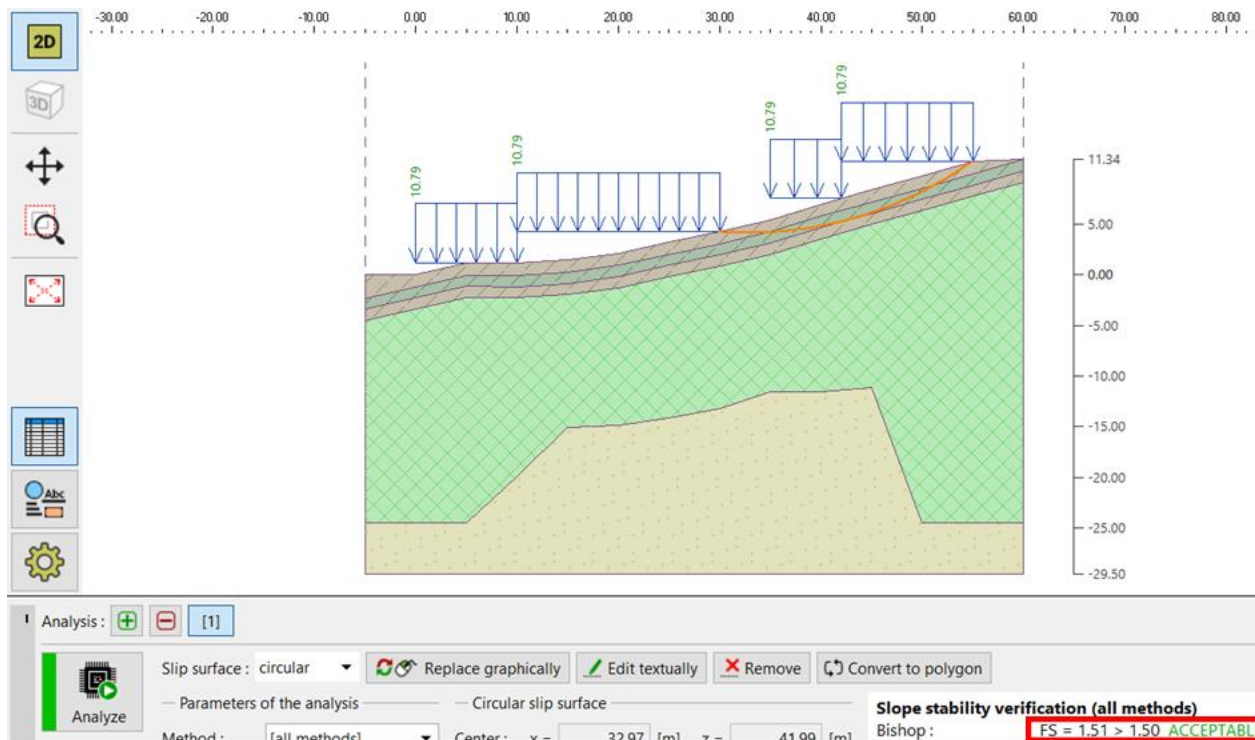 -30.00 -20.00 -10.00 0.00 10.00 20.00 30.00 40.00 50.00 60.00 70.00 80.00
2D
3D
10.79
10.79
10.79
10.79
11.34
5.00
0.00
-5.00
-10.00
-15.00
-20.00
-25.00
-29.50
Abc
Analysis : [1]
Slip surface : circular Replace graphically Edit textually Remove Convert to polygon
Analyze
Parameters of the analysis Circular slip surface
Slope stability verification (all methods)
Method : [all methods] Center : x = 32.97 [m] z = 41.99 [m]
Bishop : FS = 1.51 > 1.50 ACCEPTABL